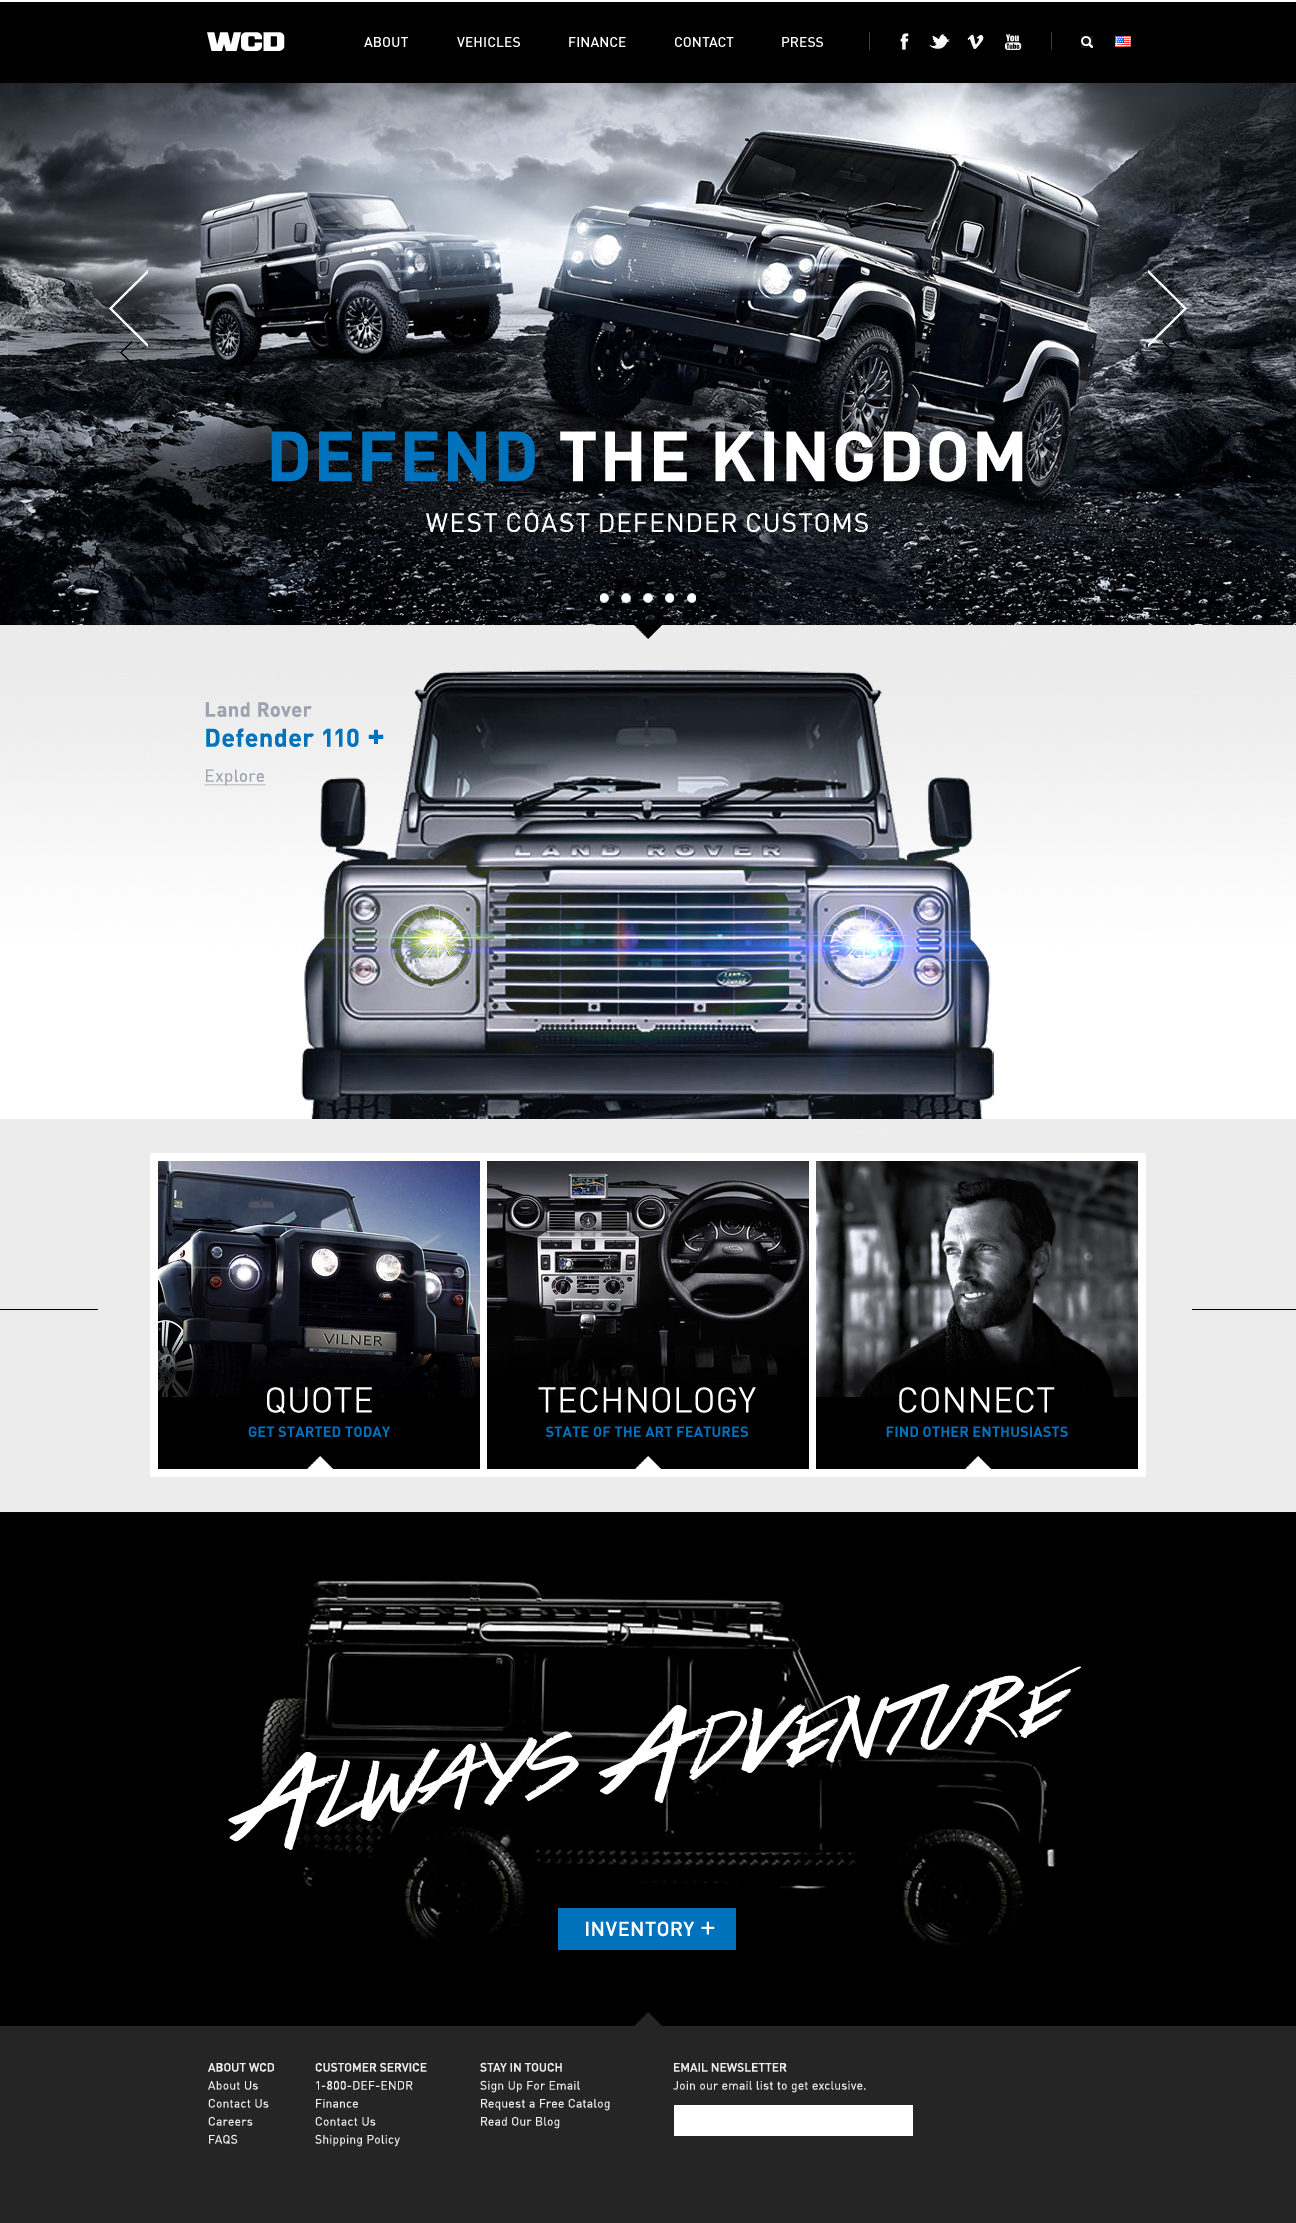 WCD
ABOUT
VEHICLES
FINANCE
CONTACT
PRESS
You
Tube
DEFEND THE KINGDOM
WEST COAST DEFENDER CUSTOMS
Land Rover
Defender 110 +
Explore
LAND ROVER
VILNER
QUOTE
GET STARTED TODAY
TECHNOLOGY
STATE OF THE ART FEATURES
CONNECT
FIND OTHER ENTHUSIASTS
ALWAYS ADVENTURE
INVENTORY +
ABOUT WCD
About Us
Contact Us
Careers
FAQS
CUSTOMER SERVICE
1-800-DEF-ENDR
Finance
Contact Us
Shipping Policy
STAY IN TOUCH
Sign Up For Email
Request a Free Catalog
Read Our Blog
EMAIL NEWSLETTER
Join our email list to get exclusive.